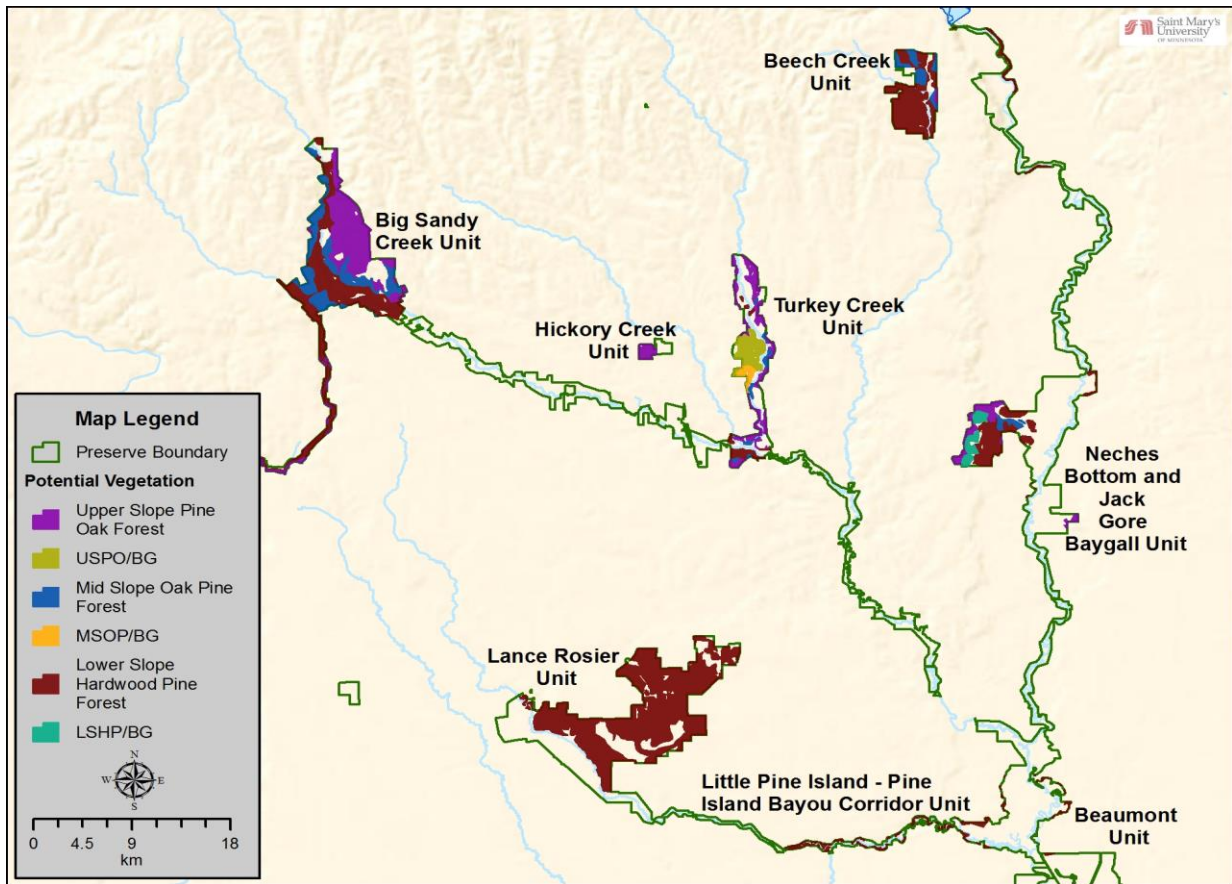 Saint Mary's
University
OF MINNESOTA
Beech Creek
Unit
Big Sandy
Creek Unit
Hickory Creek
Unit
Turkey Creek
Unit
Neches
Bottom and
Jack
Gore
Baygall Unit
Lance Rosier
Unit
Little Pine Island - Pine
Island Bayou Corridor Unit
Beaumont
Unit
Map Legend
Preserve Boundary
Potential Vegetation
Upper Slope Pine
Oak Forest
USPO/BG
Mid Slope Oak Pine
Forest
MSOP/BG
Lower Slope
Hardwood Pine
Forest
LSHP/BG
N
W E
S
0 4.5 9 18
km